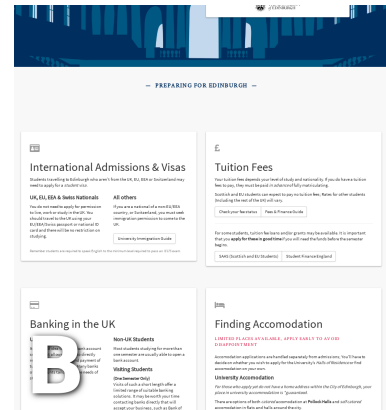 — PREPARING FOR EDINBURGH —
International Admissions & Visas
Students travelling to Edinburgh who aren't from the UK, EU, EEA or Switzerland may
need to apply for a student visa.
UK, EU, EEA & Swiss Nationals
You do not need to apply for permission
to live, work or study in the UK. You
should travel to the UK using your
EU/EEA/Swiss passport or national ID
card and there will be no restriction on
studying.
All others
If you are a national of a non-EU/EEA
country, or Switzerland, you must seek
immigration permission to come to the
UK.
University Immigration Guide
Tuition Fees
Your tuition fee depends your level of study and nationality. If you do have to tuition
fees to pay, they must be paid in advance of fully matriculating.
Scottish and EU students can expect to pay no tuition fees. Rates for other students
(including the rest of the UK) vary.
Check your fee status
Fees & Finance Guide
For some students, tuition loans and/or grants may be available. It is important
that you apply for these in good time if you will need the funds before the semester
begins.
SAAS (Scottish and EU Students)
Student Finance England
Banking in the UK
B
Non-UK Students
Most students studying for more than
one semester are usually able to open a
bank account.
Visiting Students
(One Semester Only)
Visits of such a short length offer a
limited range of suitable banking
solutions. It may be worth your time
contacting banks directly that will
accept your business, such as Bank of
Finding Accomodation
LIMITED PLACES AVAILABLE, APPLY EARLY TO AVOID
DISAPPOINTMENT
Accomodation applications are handled separately from admissions. You'll have to
decide on whether you wish to apply for the University's Halls of Residence or find
accomodation on your own.
University Accomodation
For those who apply yet do not have a home address within the City of Edinburgh, your
place in university accomodation is "guaranteed.
There are options of both catered accomodation at Pollock Halls and self catered
accomodation in flats and halls around the city.